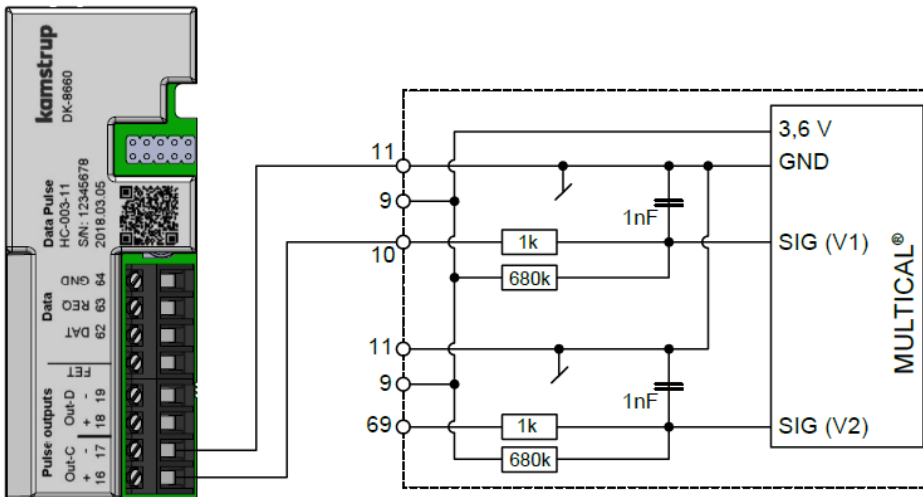 kamstrup
DK-8660
Data Pulse
HC-003-11
S/N: 12345678
2018.03.05
Data
GND 64
REQ 63
DAT 62
FET
Pulse outputs
Out-D
- 19
+ 18
Out-C
- 17
+ 16
11
9
10
11
9
69
1nF
1k
680k
1nF
1k
680k
3,6 V
GND
SIG (V1)
SIG (V2)
MULTICAL®